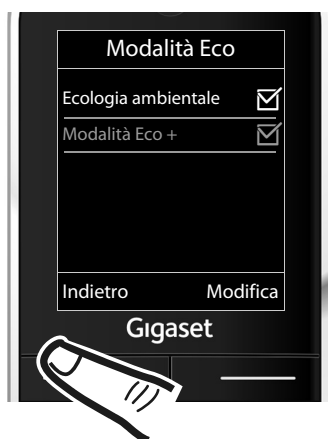 Modalità Eco
Ecologia ambientale
Modalità Eco +
Indietro Modifica
Gigaset